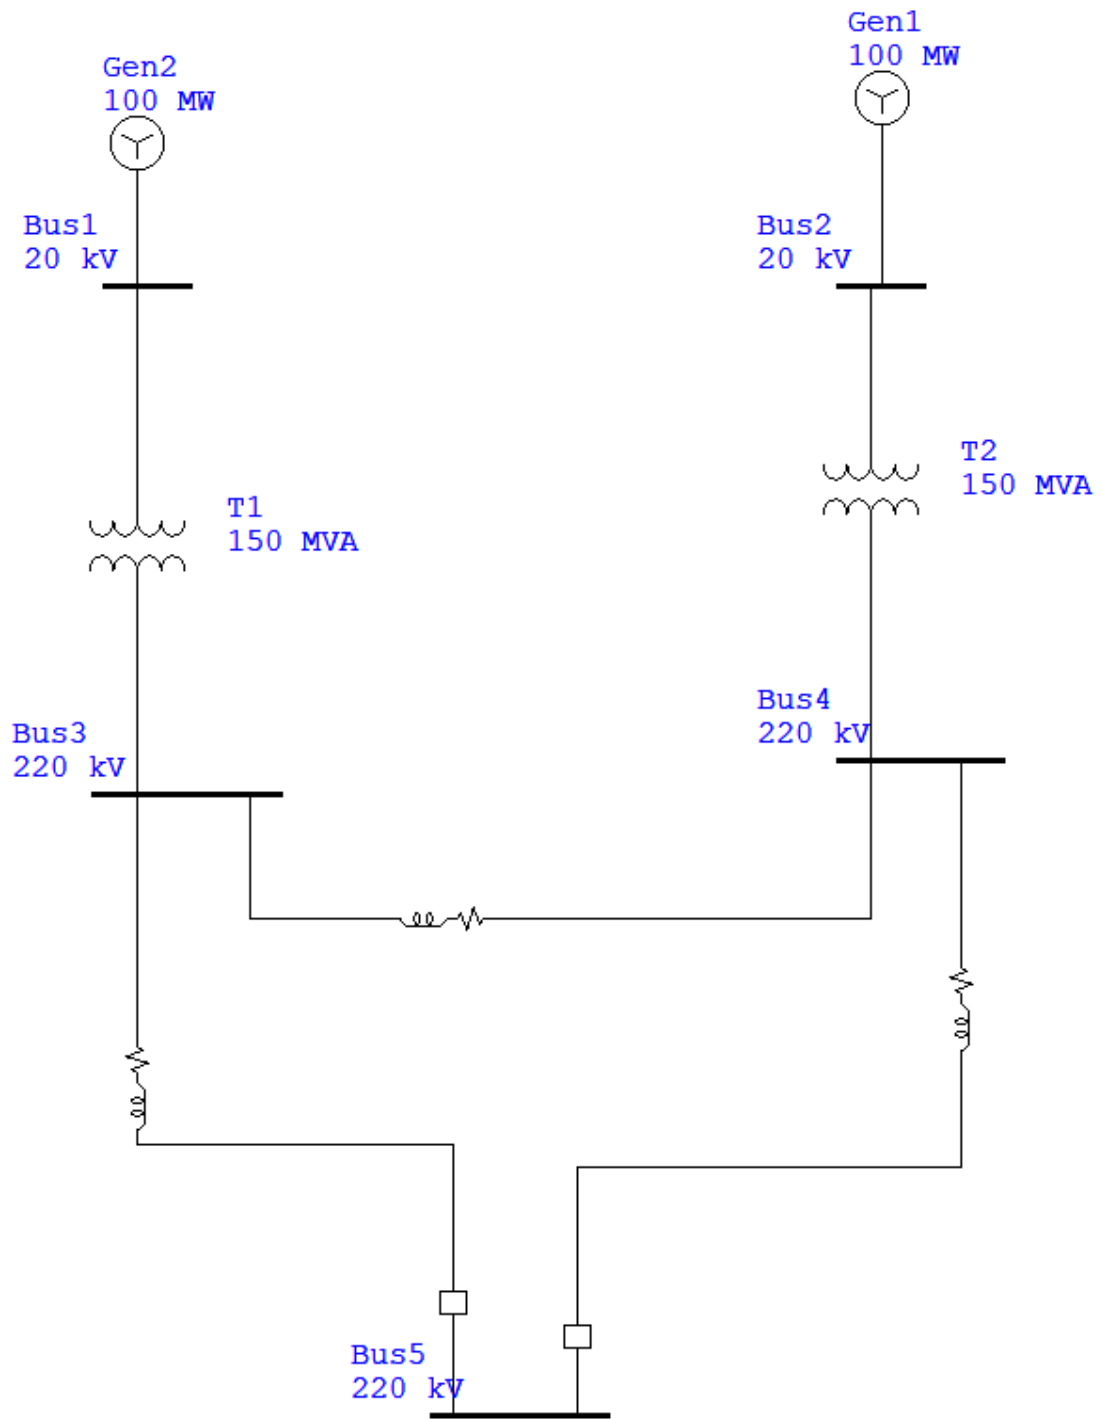 Gen1
100 MW
Gen2
100 MW
Bus1
20 kV
Bus2
20 kV
T2
150 MVA
T1
150 MVA
Bus4
220 kV
Bus3
220 kV
Bus5
220 kV